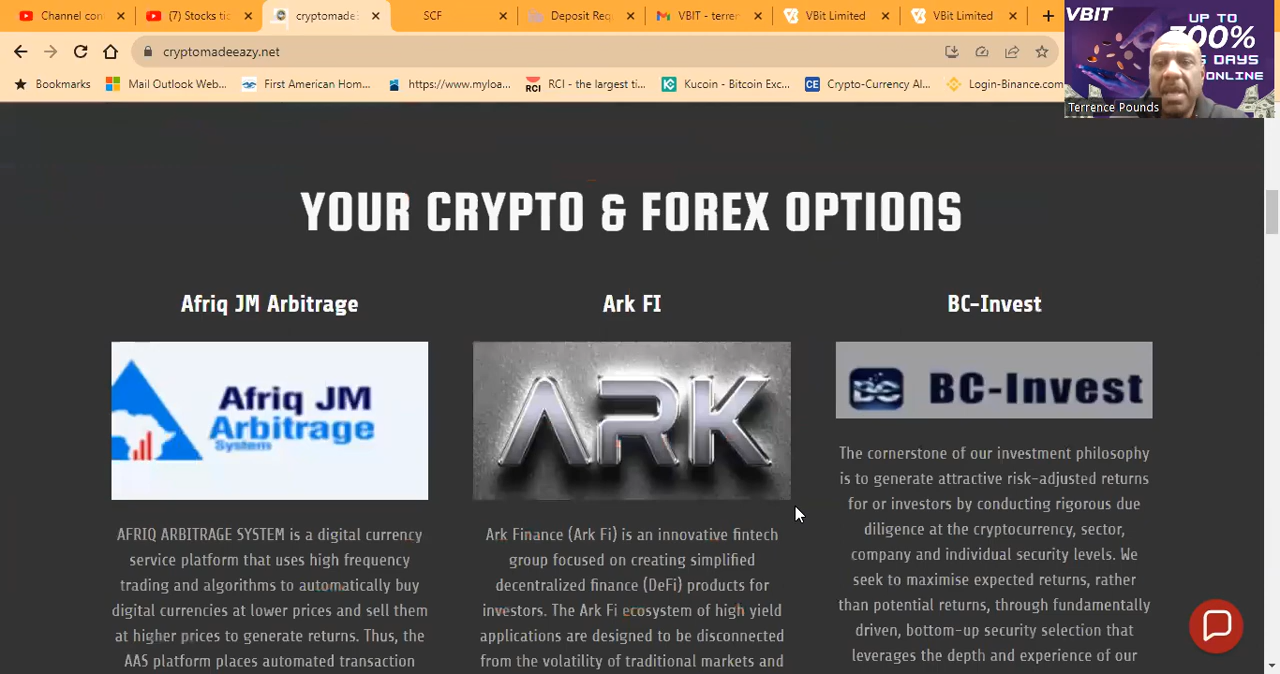 Channel con
(7) Stocks tic
cryptomade
SCF
Deposit Req
VBIT - terren
VBit Limited
VBit Limited
cryptomadeeazy.net
Bookmarks
Mail Outlook Web...
First American Hom...
https://www.myloa...
RCI
RCI - the largest ti...
Kucoin - Bitcoin Exc...
CE
Crypto-Currency Al...
Login-Binance.com
VBIT
UP TO
300%
DAYS
ONLINE
Terrence Pounds
YOUR CRYPTO & FOREX OPTIONS
Afriq JM Arbitrage
Afriq JM
Arbitrage
System
AFRIQ ARBITRAGE SYSTEM is a digital currency
service platform that uses high frequency
trading and algorithms to automatically buy
digital currencies at lower prices and sell them
at higher prices to generate returns. Thus, the
AAS platform places automated transaction
Ark FI
ARK
Ark Finance (Ark Fi) is an innovative fintech
group focused on creating simplified
decentralized finance (DeFi) products for
investors. The Ark Fi ecosystem of high yield
applications are designed to be disconnected
from the volatility of traditional markets and
BC-Invest
BC
BC-Invest
The cornerstone of our investment philosophy
is to generate attractive risk-adjusted returns
for or investors by conducting rigorous due
diligence at the cryptocurrency, sector,
company and individual security levels. We
seek to maximise expected returns, rather
than potential returns, through fundamentally
driven, bottom-up security selection that
leverages the depth and experience of our